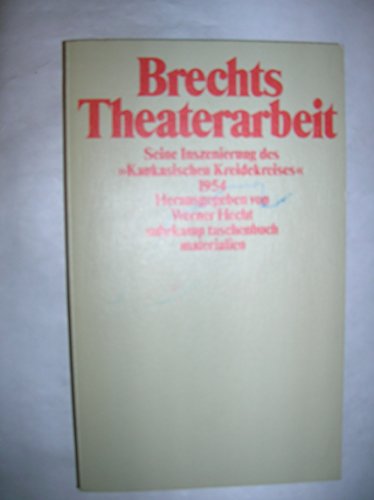 Brechts
Theaterarbeit
Seine Inszenierung des
»Kaukasischen Kreidekreises«
1954
Herausgegeben von
Werner Hecht
suhrkamp taschenbuch
materialien